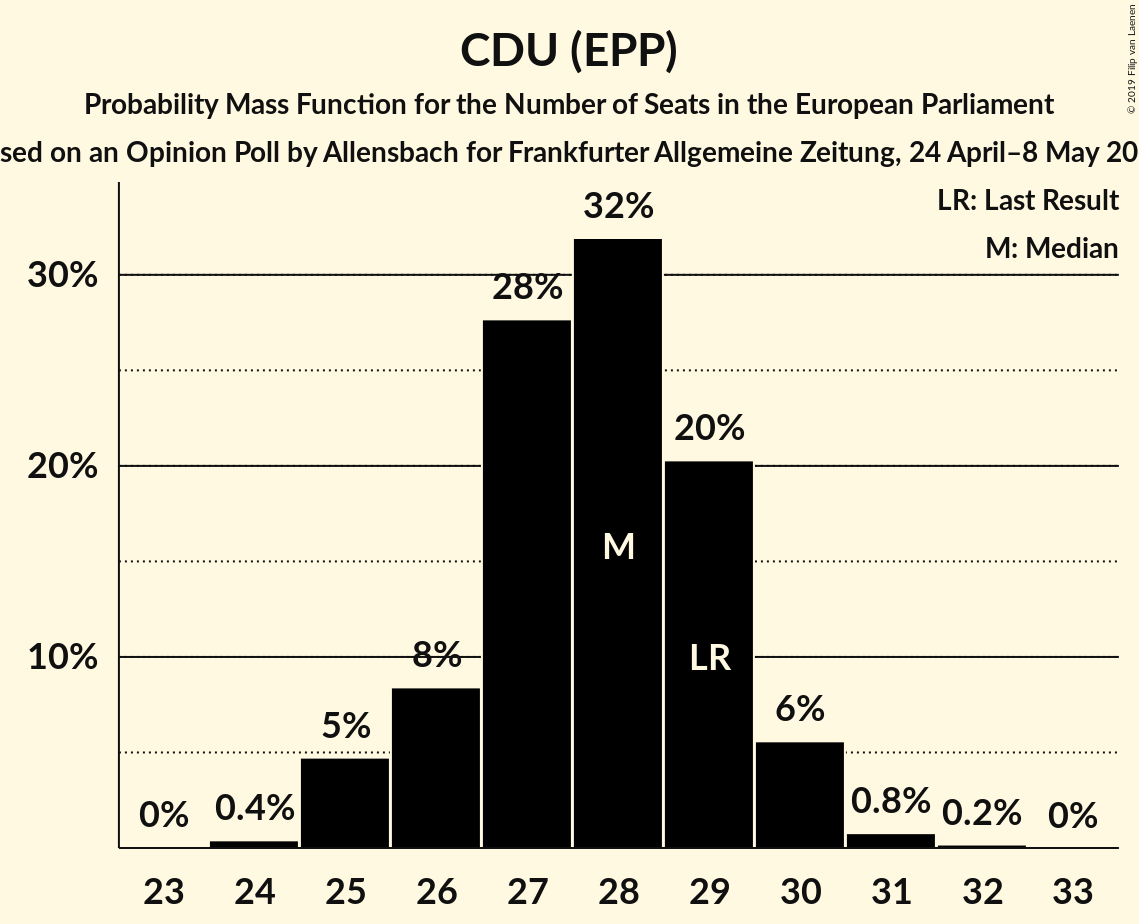 CDU (EPP)
Probability Mass Function for the Number of Seats in the European Parliament
sed on an Opinion Poll by Allensbach for Frankfurter Allgemeine Zeitung, 24 April–8 May 20
© 2019 Filip van Laenen
LR: Last Result
M: Median
32%
30%
28%
20%
20%
M
LR
10%
8%
6%
5%
0%
0.4%
0.8%
0.2%
0%
23 24 25 26 27 28 29 30 31 32 33